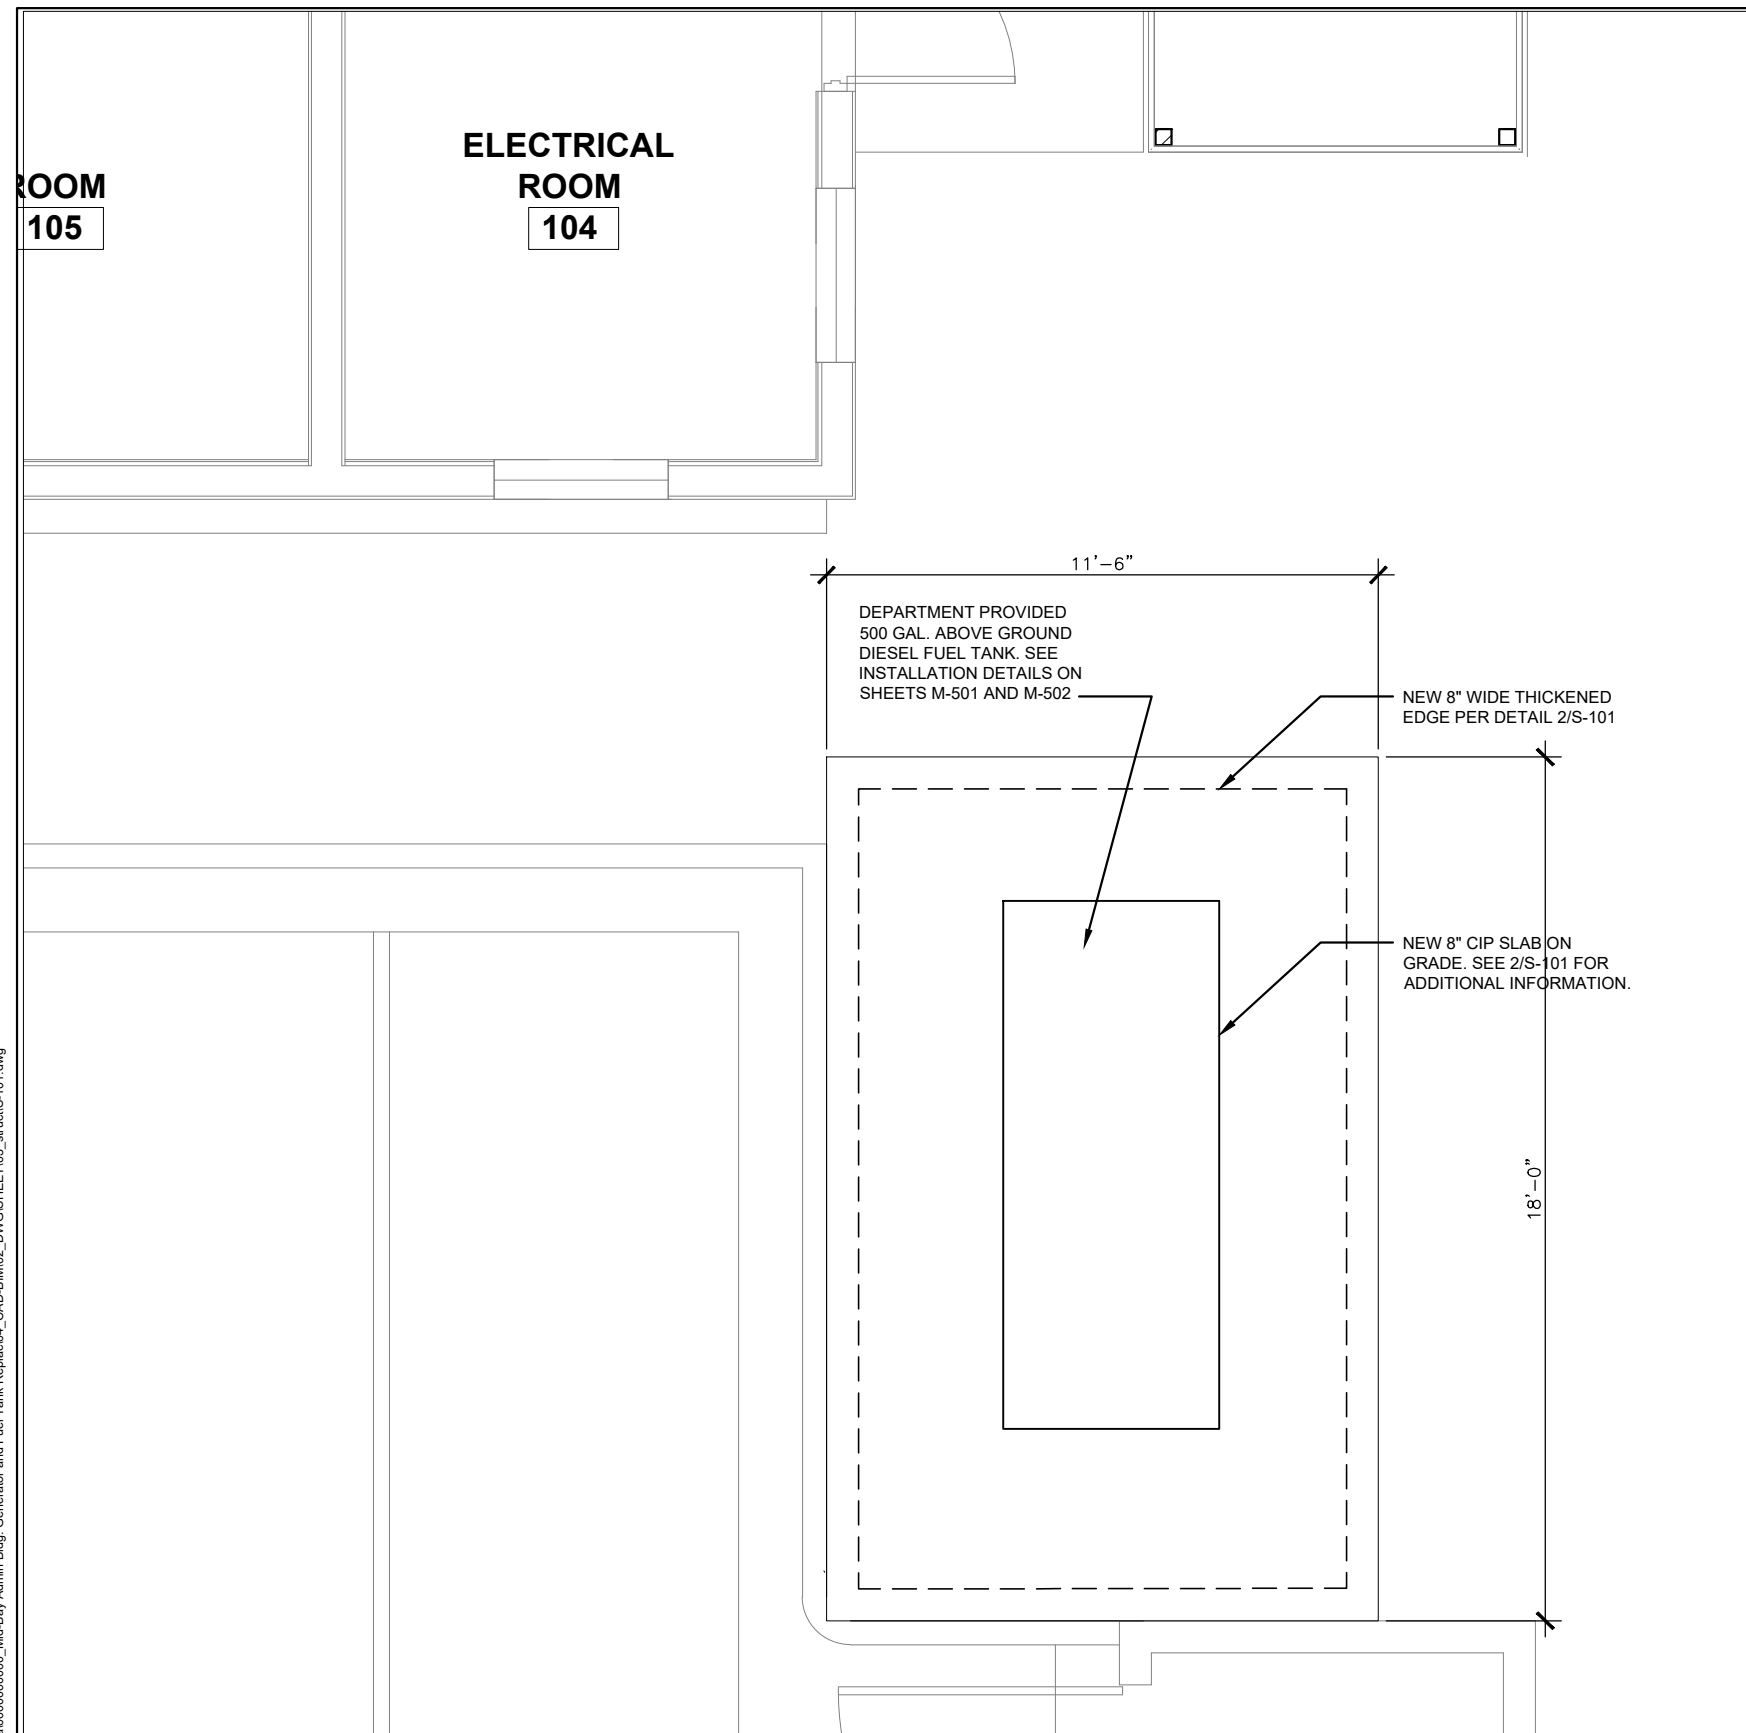 ELECTRICAL
ROOM
104
ROOM
105
11'-6"
DEPARTMENT PROVIDED
500 GAL. ABOVE GROUND
DIESEL FUEL TANK. SEE
INSTALLATION DETAILS ON
SHEETS M-501 AND M-502
NEW 8" WIDE THICKENED
EDGE PER DETAIL 2/S-101
NEW 8" CIP SLAB ON
GRADE. SEE 2/S-101 FOR
ADDITIONAL INFORMATION.
18'-0"